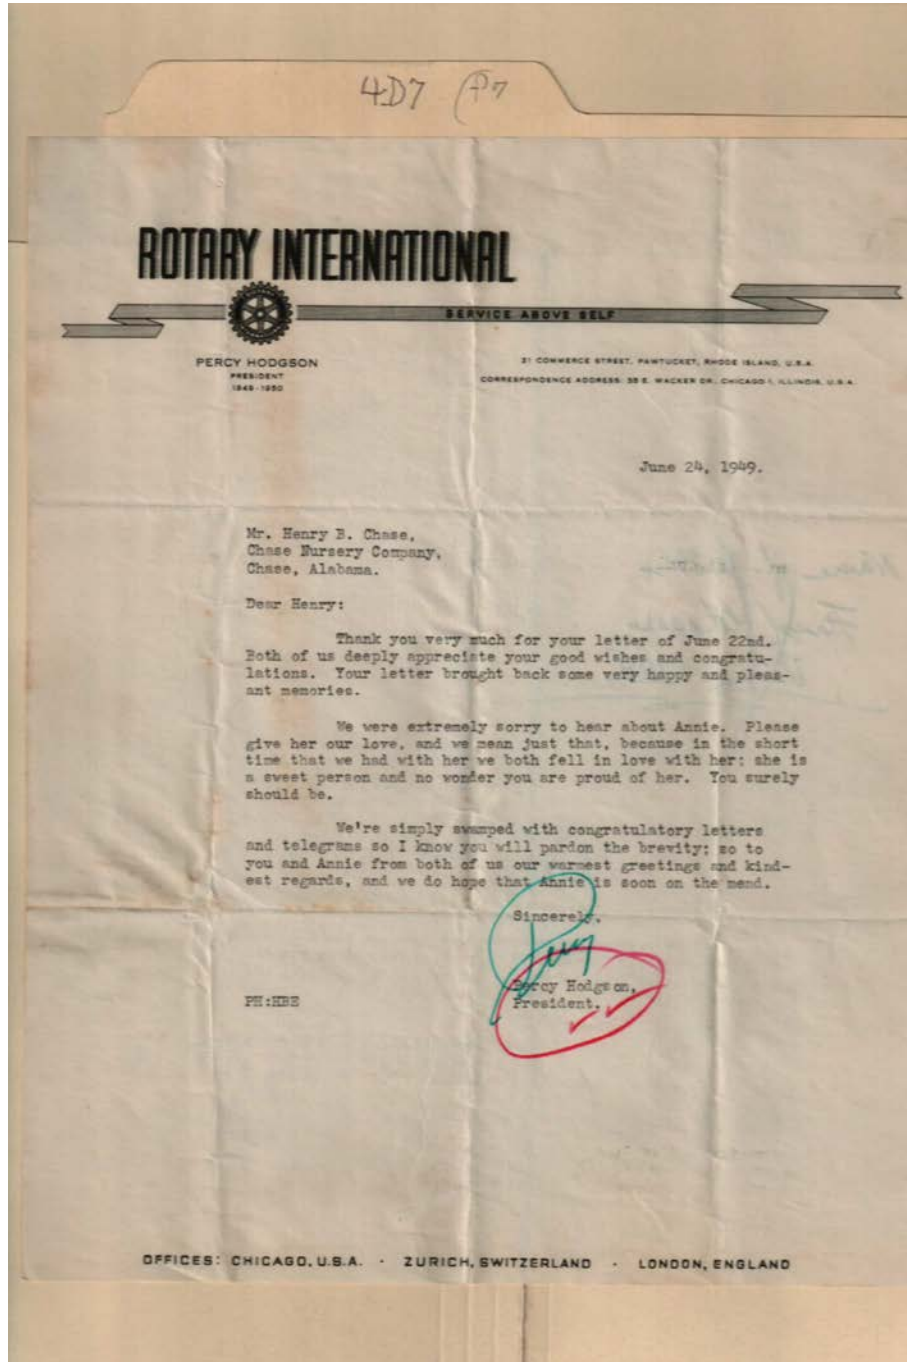 4D7 P7
ROTARY INTERNATIONAL
SERVICE ABOVE SELF
PERCY HODGSON
PRESIDENT
1949-1950
21 COMMERCE STREET, PAWTUCKET, RHODE ISLAND, U.S.A.
CORRESPONDENCE ADDRESS: 35 E. WACKER DR., CHICAGO 1, ILLINOIS, U.S.A.
June 24, 1949.
Mr. Henry B. Chase,
Chase Nursery Company,
Chase, Alabama.
Dear Henry:
Thank you very much for your letter of June 22nd.
Both of us deeply appreciate your good wishes and congratu-
lations. Your letter brought back some very happy and pleas-
ant memories.
We were extremely sorry to hear about Annie. Please
give her our love, and we mean just that, because in the short
time that we had with her we both fell in love with her; she is
a sweet person and no wonder you are proud of her. You surely
should be.
We're simply swamped with congratulatory letters
and telegrams so I know you will pardon the brevity; so to
you and Annie from both of us our warmest greetings and kind-
est regards, and we do hope that Annie is soon on the mend.
Sincerely,
Percy
Percy Hodgson,
President.
PH:HBE
OFFICES: CHICAGO, U.S.A. · ZURICH, SWITZERLAND · LONDON, ENGLAND